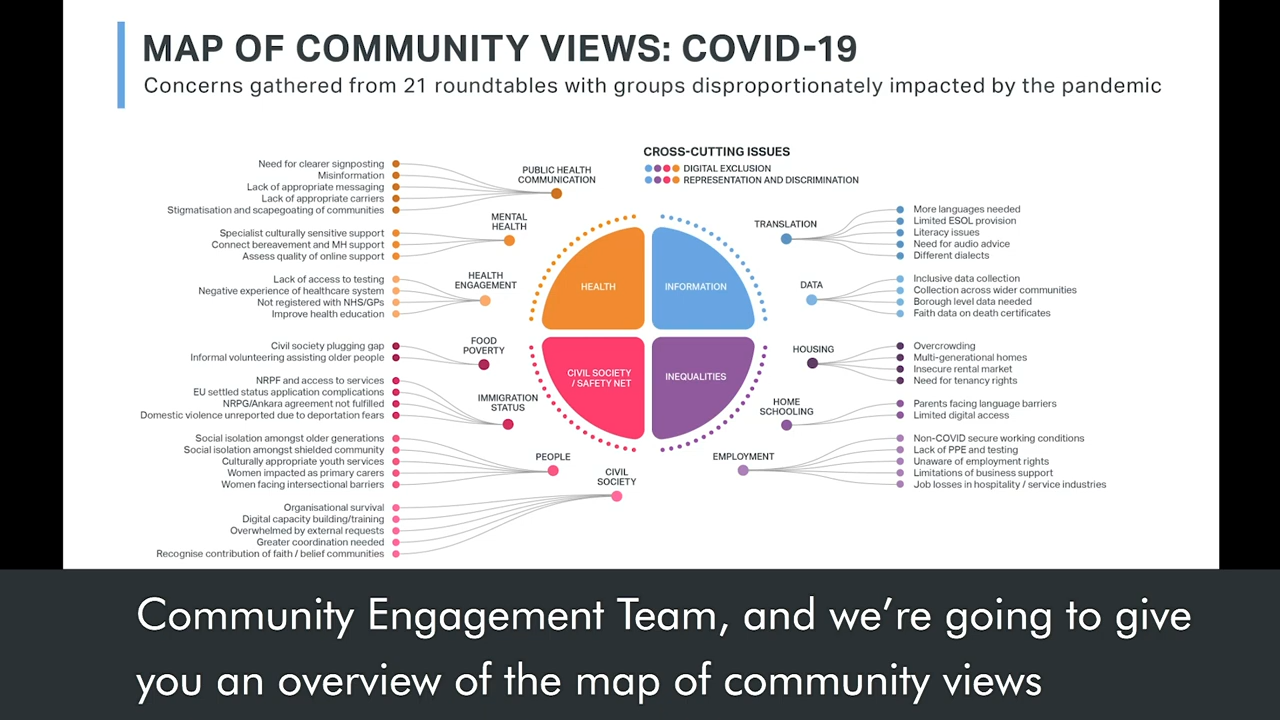 MAP OF COMMUNITY VIEWS: COVID-19
Concerns gathered from 21 roundtables with groups disproportionately impacted by the pandemic
CROSS-CUTTING ISSUES
DIGITAL EXCLUSION
REPRESENTATION AND DISCRIMINATION
PUBLIC HEALTH
COMMUNICATION
Need for clearer signposting
Misinformation
Lack of appropriate messaging
Lack of appropriate carriers
Stigmatisation and scapegoating of communities
MENTAL
HEALTH
Specialist culturally sensitive support
Connect bereavement and MH support
Assess quality of online support
HEALTH
ENGAGEMENT
Lack of access to testing
Negative experience of healthcare system
Not registered with NHS/GPs
Improve health education
FOOD
POVERTY
Civil society plugging gap
Informal volunteering assisting older people
IMMIGRATION
STATUS
NRPF and access to services
EU settled status application complications
NRPG/Ankara agreement not fulfilled
Domestic violence unreported due to deportation fears
PEOPLE
Social isolation amongst older generations
Social isolation amongst shielded community
Culturally appropriate youth services
Women impacted as primary carers
Women facing intersectional barriers
CIVIL
SOCIETY
Organisational survival
Digital capacity building/training
Overwhelmed by external requests
Greater coordination needed
Recognise contribution of faith / belief communities
HEALTH
INFORMATION
CIVIL SOCIETY
/ SAFETY NET
INEQUALITIES
TRANSLATION
More languages needed
Limited ESOL provision
Literacy issues
Need for audio advice
Different dialects
DATA
Inclusive data collection
Collection across wider communities
Borough level data needed
Faith data on death certificates
HOUSING
Overcrowding
Multi-generational homes
Insecure rental market
Need for tenancy rights
HOME
SCHOOLING
Parents facing language barriers
Limited digital access
EMPLOYMENT
Non-COVID secure working conditions
Lack of PPE and testing
Unaware of employment rights
Limitations of business support
Job losses in hospitality / service industries
Community Engagement Team, and we're going to give
you an overview of the map of community views